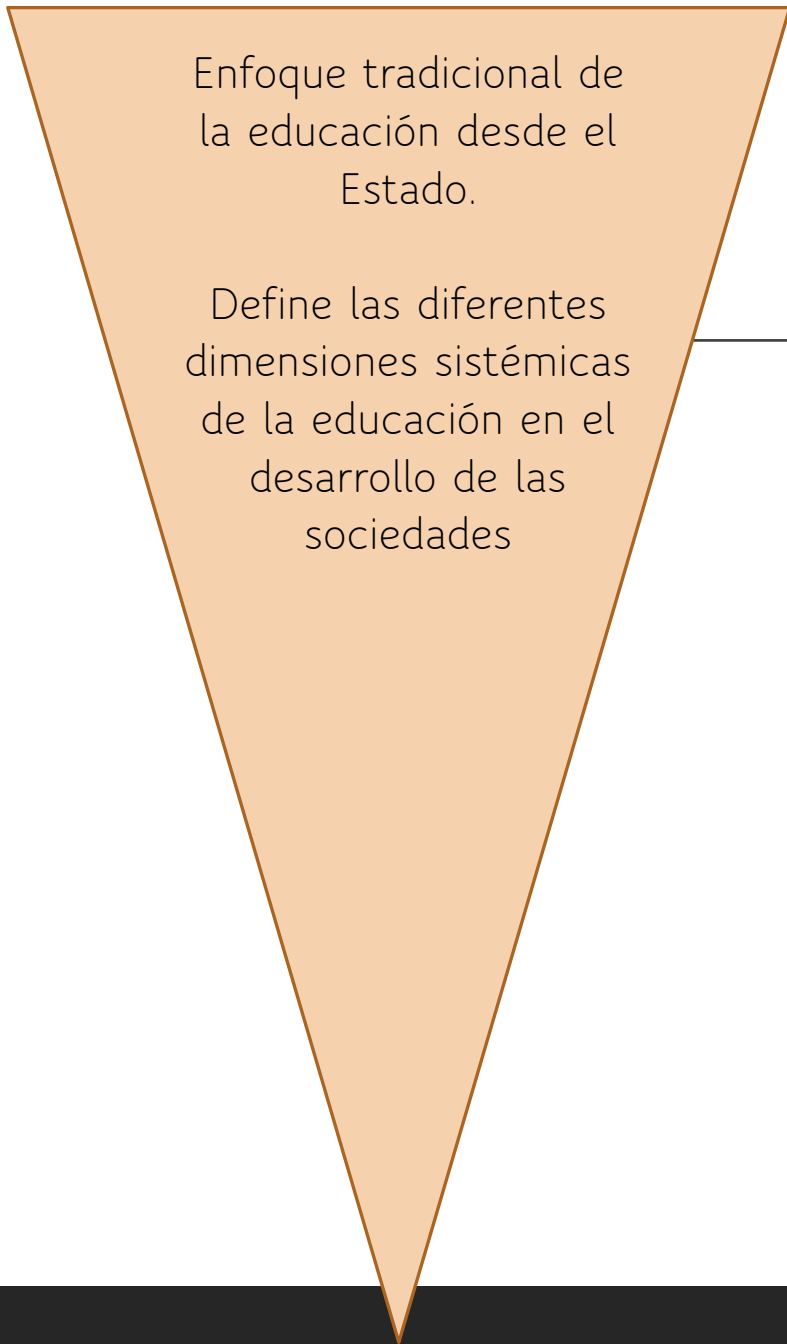 Enfoque tradicional de
la educación desde el
Estado.
Define las diferentes
dimensiones sistémicas
de la educación en el
desarrollo de las
sociedades